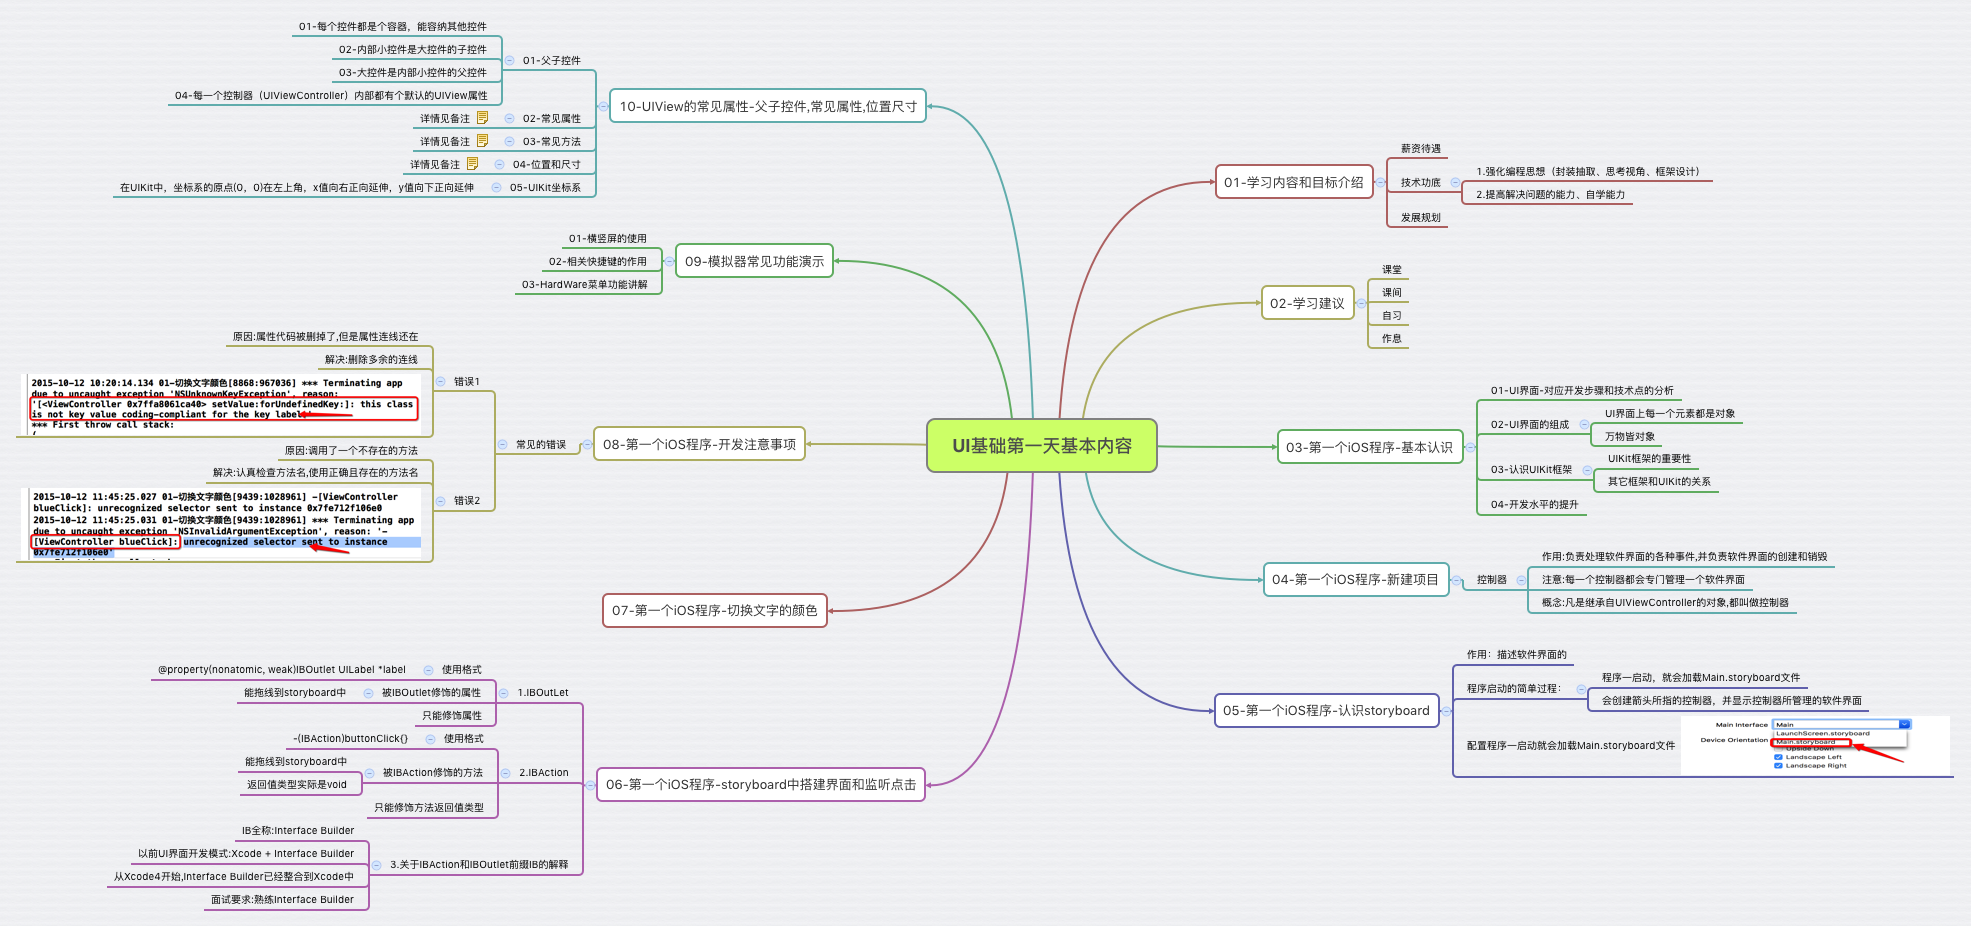 UI基础第一天基本内容
01-学习内容和目标介绍
薪资待遇
技术功底
1.强化编程思想（封装抽取、思考视角、框架设计）
2.提高解决问题的能力、自学能力
发展规划
02-学习建议
课堂
课间
自习
作息
03-第一个iOS程序-基本认识
01-UI界面-对应开发步骤和技术点的分析
02-UI界面的组成
UI界面上每一个元素都是对象
万物皆对象
03-认识UIKit框架
UIKit框架的重要性
其它框架和UIKit的关系
04-开发水平的提升
04-第一个iOS程序-新建项目
控制器
作用:负责处理软件界面的各种事件,并负责软件界面的创建和销毁
注意:每一个控制器都会专门管理一个软件界面
概念:凡是继承自UIViewController的对象,都叫做控制器
05-第一个iOS程序-认识storyboard
作用：描述软件界面的
程序启动的简单过程：
程序一启动，就会加载Main.storyboard文件
会创建箭头所指的控制器，并显示控制器所管理的软件界面
配置程序一启动就会加载Main.storyboard文件
Main Interface
Main
LaunchScreen.storyboard
Device Orientation
Main.storyboard
Upside Down
Landscape Left
Landscape Right
06-第一个iOS程序-storyboard中搭建界面和监听点击
1.IBOutLet
使用格式
@property(nonatomic, weak)IBOutlet UILabel *label
被IBOutlet修饰的属性
能拖线到storyboard中
只能修饰属性
2.IBAction
使用格式
-(IBAction)buttonClick{}
被IBAction修饰的方法
能拖线到storyboard中
返回值类型实际是void
只能修饰方法返回值类型
3.关于IBAction和IBOutlet前缀IB的解释
IB全称:Interface Builder
以前UI界面开发模式:Xcode + Interface Builder
从Xcode4开始,Interface Builder已经整合到Xcode中
面试要求:熟练Interface Builder
07-第一个iOS程序-切换文字的颜色
08-第一个iOS程序-开发注意事项
常见的错误
错误1
原因:属性代码被删掉了,但是属性连线还在
解决:删除多余的连线
2015-10-12 10:20:14.134 01-切换文字颜色[8868:967036] *** Terminating app
due to uncaught exception 'NSUnknownKeyException', reason:
'[<ViewController 0x7ffa8061ca40> setValue:forUndefinedKey:]: this class
is not key value coding-compliant for the key label
*** First throw call stack:
(
错误2
原因:调用了一个不存在的方法
解决:认真检查方法名,使用正确且存在的方法名
2015-10-12 11:45:25.027 01-切换文字颜色[9439:1028961] -[ViewController
blueClick]: unrecognized selector sent to instance 0x7fe712f106e0
2015-10-12 11:45:25.031 01-切换文字颜色[9439:1028961] *** Terminating app
due to uncaught exception 'NSInvalidArgumentException', reason: '-
[ViewController blueClick]: unrecognized selector sent to instance
0x7fe712f106e0'
09-模拟器常见功能演示
01-横竖屏的使用
02-相关快捷键的作用
03-HardWare菜单功能讲解
10-UIView的常见属性-父子控件,常见属性,位置尺寸
01-父子控件
01-每个控件都是个容器，能容纳其他控件
02-内部小控件是大控件的子控件
03-大控件是内部小控件的父控件
04-每一个控制器（UIViewController）内部都有个默认的UIView属性
02-常见属性
详情见备注
03-常见方法
详情见备注
04-位置和尺寸
详情见备注
05-UIKit坐标系
在UIKit中，坐标系的原点(0，0)在左上角，x值向右正向延伸，y值向下正向延伸